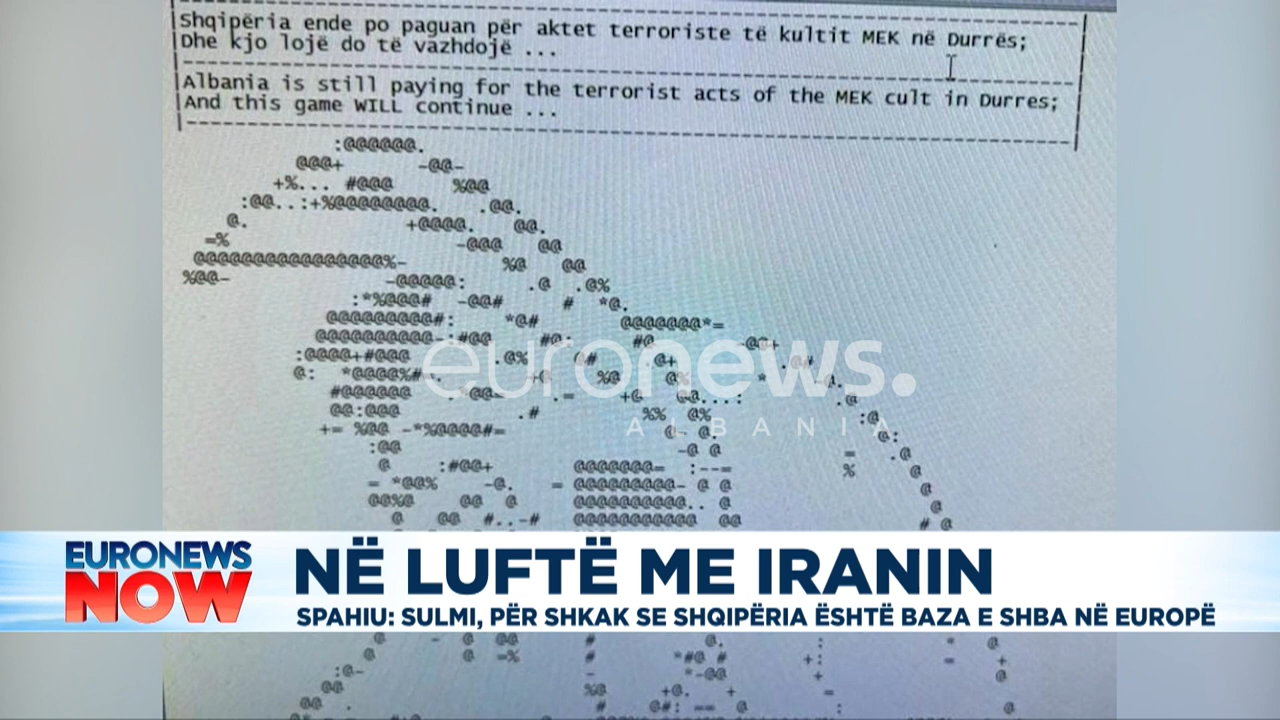 Shqipëria ende po paguan për aktet terroriste të kultit MEK në Durrës;
Dhe kjo lojë do të vazhdojë ...
Albania is still paying for the terrorist acts of the MEK cult in Durres;
And this game WILL continue ...
euronews.
ALBANIA
EURONEWS
NOW
NË LUFTË ME IRANIN
SPAHIU: SULMI, PËR SHKAK SE SHQIPËRIA ËSHTË BAZA E SHBA NË EUROPË